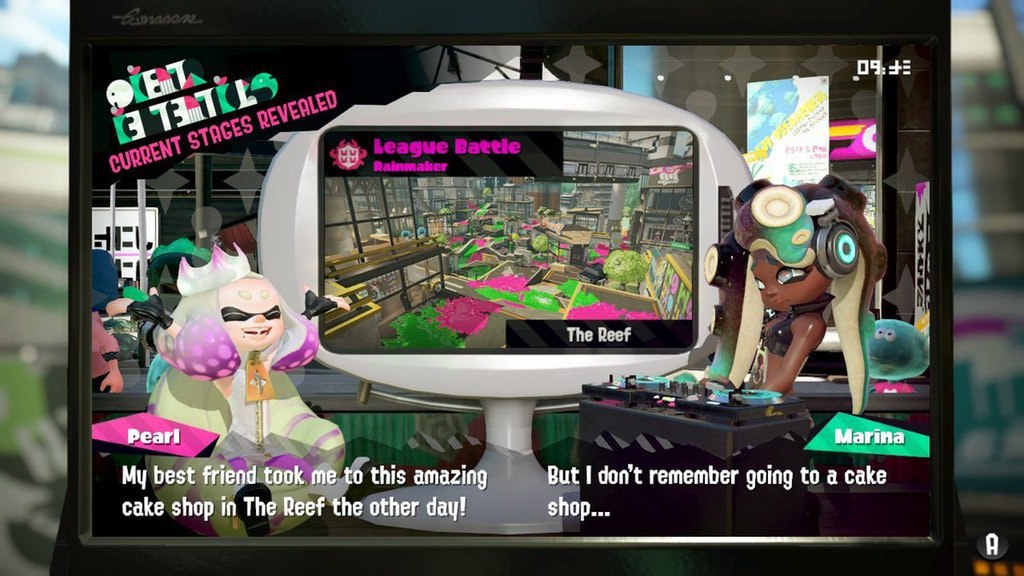 CURRENT STAGES REVEALED
League Battle
Rainmaker
The Reef
Pearl
Marina
My best friend took me to this amazing
cake shop in The Reef the other day!
But I don't remember going to a cake
shop...
A